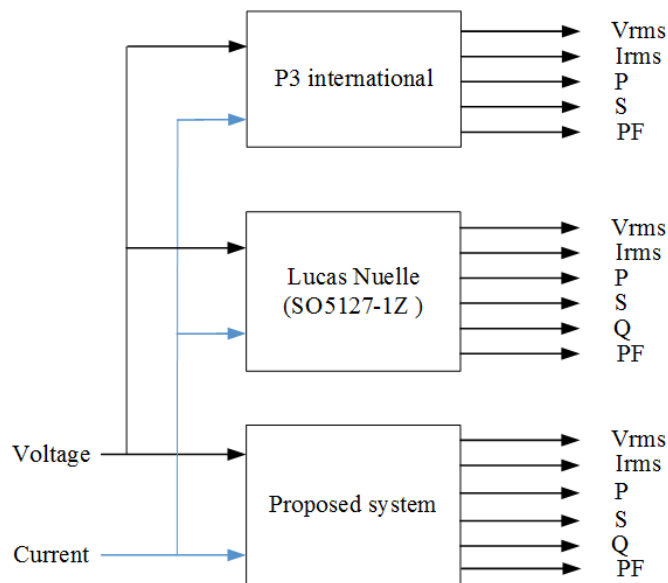 P3 international
Vrms
Irms
P
S
PF
Lucas Nuelle
(SO5127-1Z )
Vrms
Irms
P
S
Q
PF
Voltage
Current
Proposed system
Vrms
Irms
P
S
Q
PF